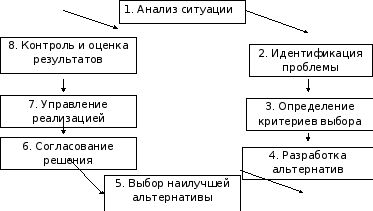 1. Анализ ситуации
2. Идентификация
проблемы
3. Определение
критериев выбора
4. Разработка
альтернатив
5. Выбор наилучшей
альтернативы
6. Согласование
решения
7. Управление
реализацией
8. Контроль и оценка
результатов